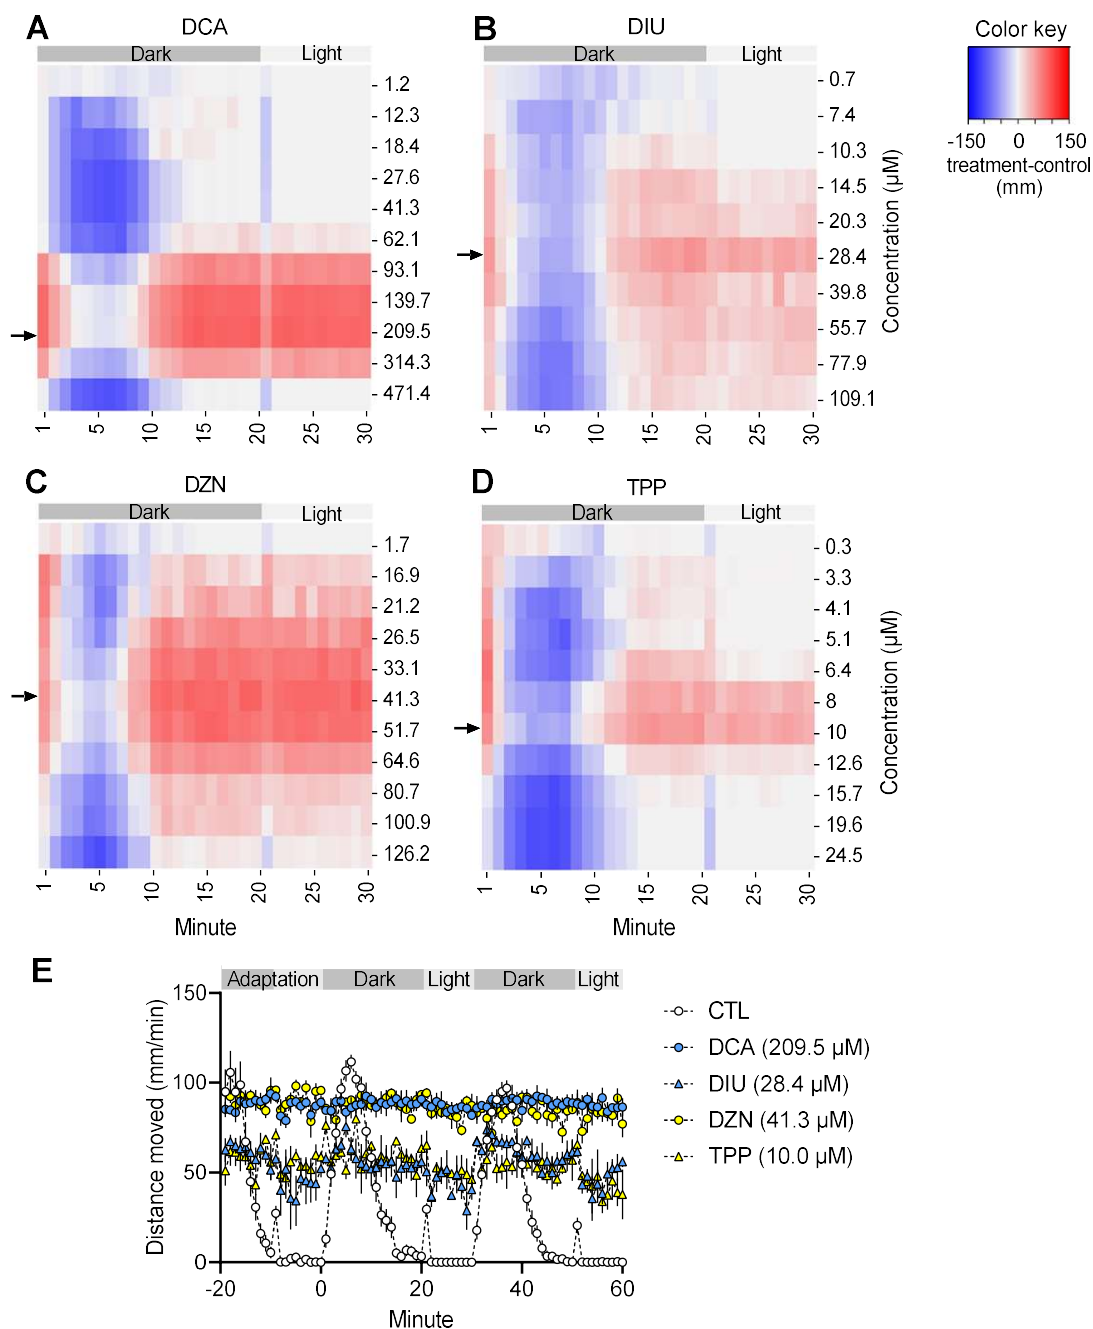 A
DCA
Dark
Light
1.2
12.3
18.4
27.6
41.3
62.1
93.1
139.7
209.5
314.3
471.4
1
5
10
15
20
25
30
B
DIU
Dark
Light
0.7
7.4
10.3
14.5
20.3
28.4
39.8
55.7
77.9
109.1
Concentration (µM)
1
5
10
15
20
25
30
Color key
-150
0
150
treatment-control
(mm)
C
DZN
Dark
Light
1.7
16.9
21.2
26.5
33.1
41.3
51.7
64.6
80.7
100.9
126.2
1
5
10
15
20
25
30
Minute
D
TPP
Dark
Light
0.3
3.3
4.1
5.1
6.4
8
10
12.6
15.7
19.6
24.5
Concentration (µM)
1
5
10
15
20
25
30
Minute
E
Adaptation
Dark
Light
Dark
Light
Distance moved (mm/min)
150
100
50
0
-20
0
20
40
60
Minute
CTL
DCA (209.5 µM)
DIU (28.4 µM)
DZN (41.3 µM)
TPP (10.0 µM)